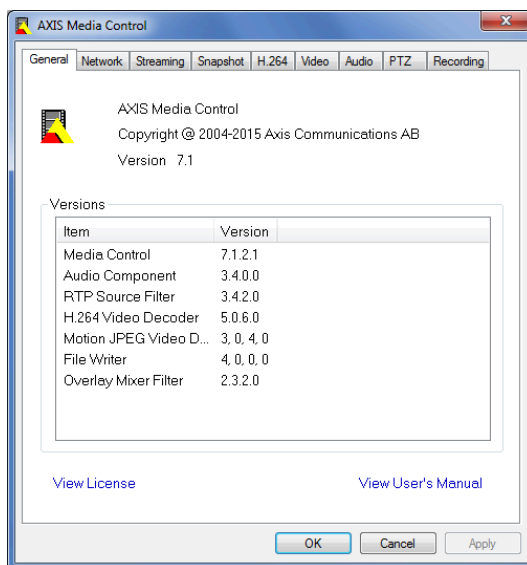 AXIS Media Control
General Network Streaming Snapshot H.264 Video Audio PTZ Recording
AXIS Media Control
Copyright @ 2004-2015 Axis Communications AB
Version 7.1
Versions
Item Version
Media Control 7.1.2.1
Audio Component 3.4.0.0
RTP Source Filter 3.4.2.0
H.264 Video Decoder 5.0.6.0
Motion JPEG Video D... 3, 0, 4, 0
File Writer 4, 0, 0, 0
Overlay Mixer Filter 2.3.2.0
View License View User's Manual
OK Cancel Apply